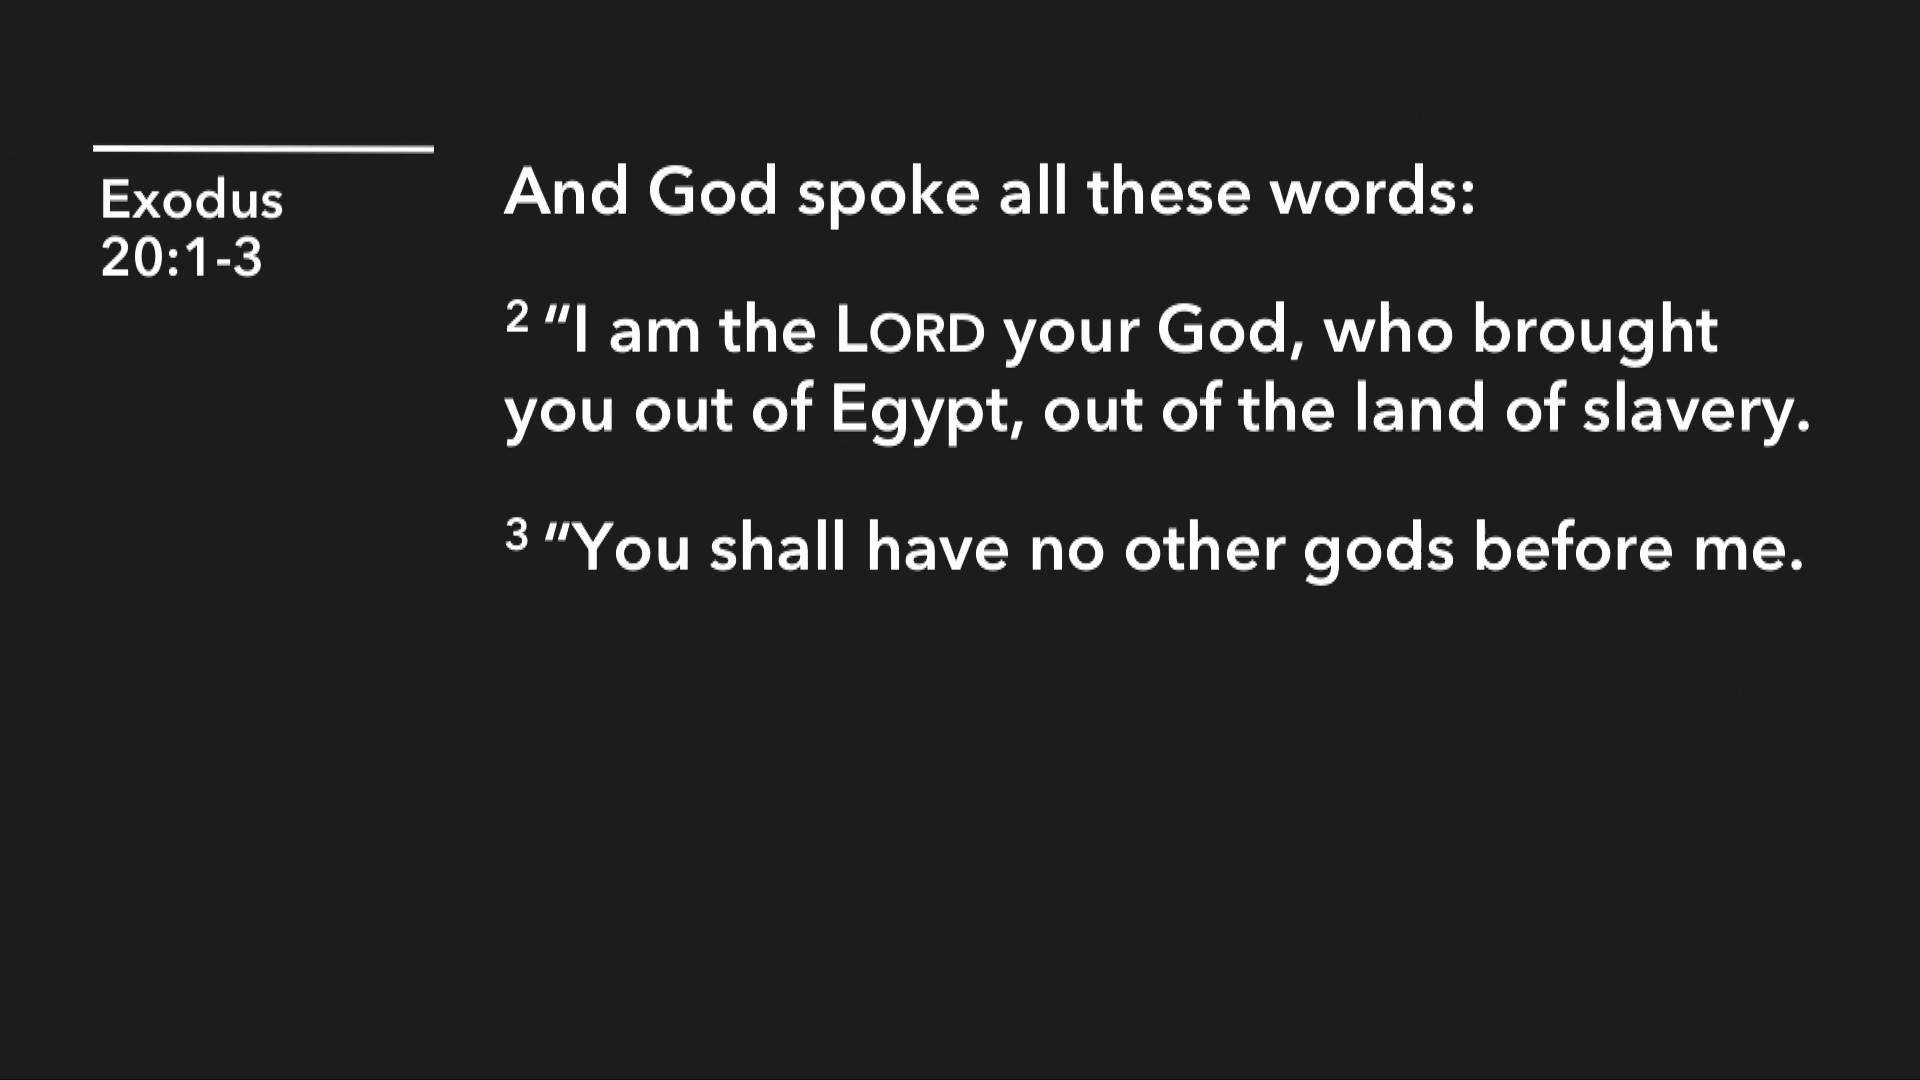 Exodus
20:1-3
And God spoke all these words:
2 “I am the LORD your God, who brought
you out of Egypt, out of the land of slavery.
3 “You shall have no other gods before me.